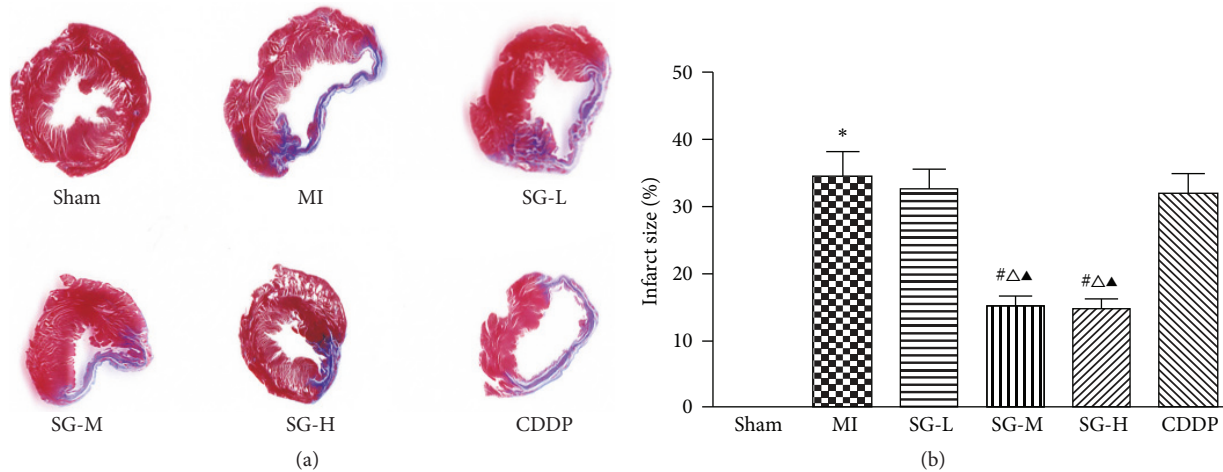 Sham
MI
SG-L
SG-M
SG-H
CDDP
(a)
Infarct size (%)
50
40
30
20
10
0
*
#△▲
#△▲
Sham
MI
SG-L
SG-M
SG-H
CDDP
(b)